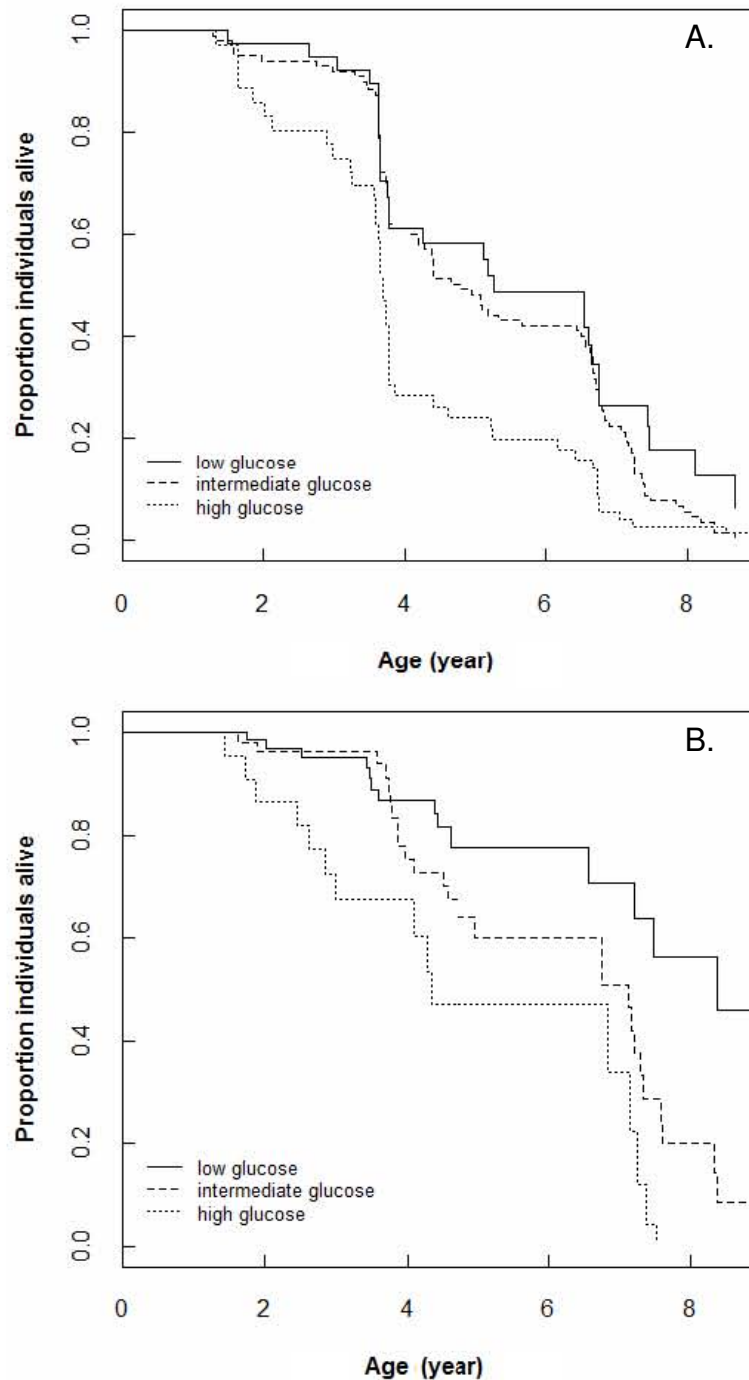 A.
Proportion individuals alive
1.0
0.8
0.6
0.4
0.2
0.0
low glucose
intermediate glucose
high glucose
0 2 4 6 8
Age (year)
B.
Proportion individuals alive
1.0
0.8
0.6
0.4
0.2
0.0
low glucose
intermediate glucose
high glucose
0 2 4 6 8
Age (year)